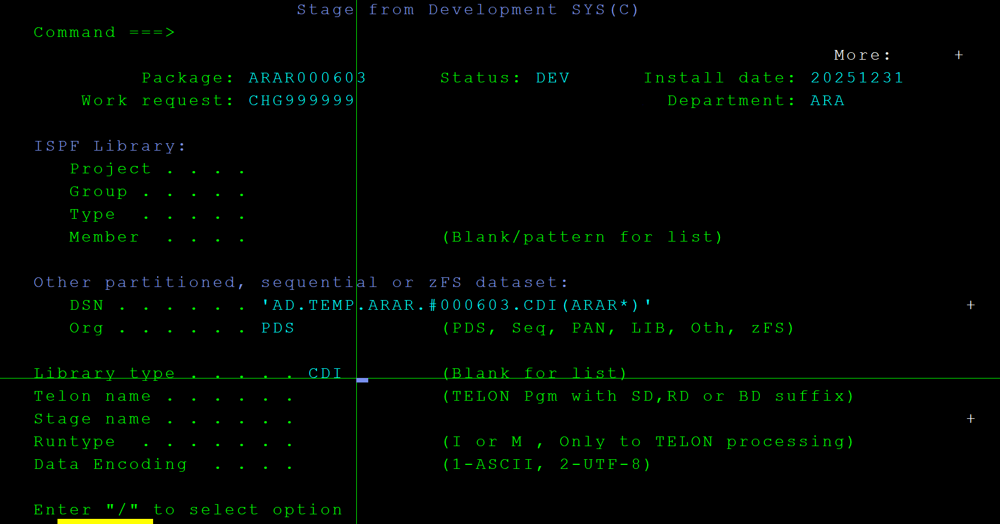 Stage from Development SYS(C)
Command ===>
More:      +
Package: ARAR000603      Status: DEV      Install date: 20251231
Work request: CHG999999      Department: ARA
ISPF Library:
Project . . . .
Group . . . . .
Type  . . . . .
Member  . . . .      (Blank/pattern for list)
Other partitioned, sequential or zFS dataset:
DSN . . . . . . 'AD.TEMP.ARAR.#000603.CDI(ARAR*)'      +
Org . . . . . . PDS      (PDS, Seq, PAN, LIB, Oth, zFS)
Library type . . . . . CDI      (Blank for list)
Telon name . . . . . .      (TELON Pgm with SD,RD or BD suffix)
Stage name . . . . . .      +
Runtype  . . . . . . .      (I or M , Only to TELON processing)
Data Encoding  . . . .      (1-ASCII, 2-UTF-8)
Enter "/" to select option